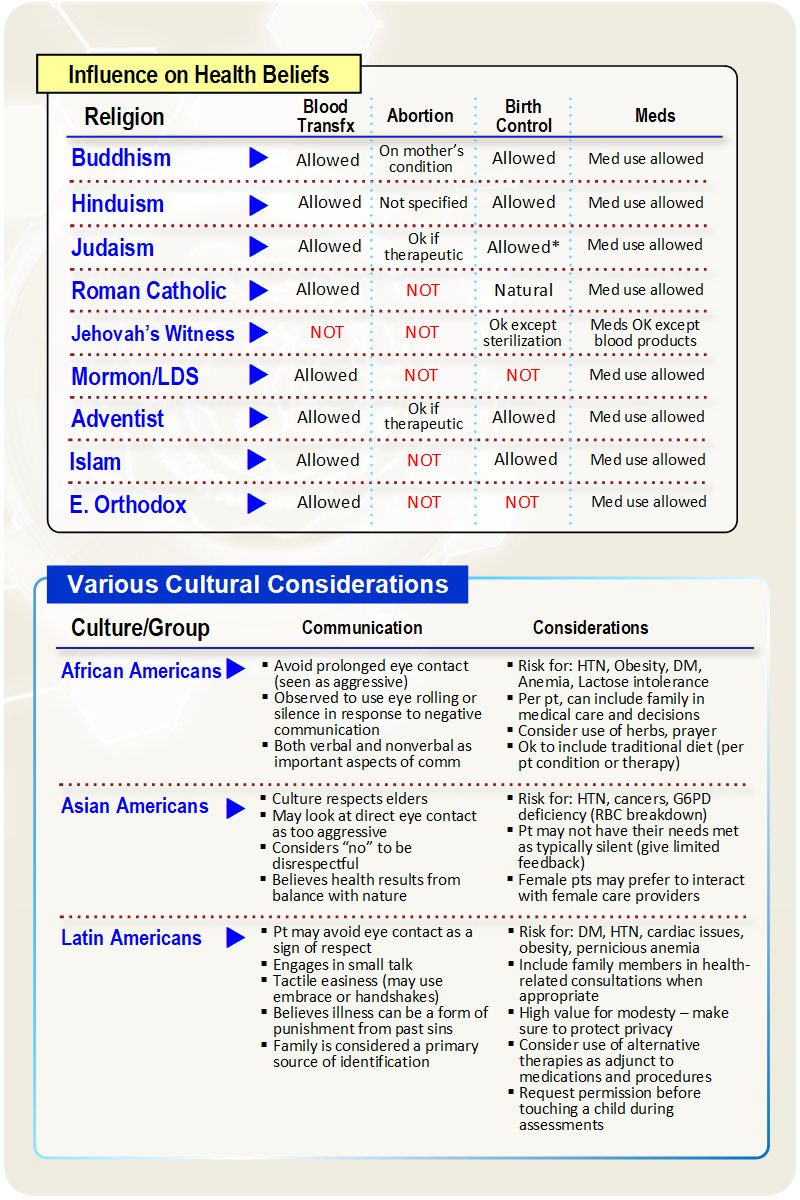 Influence on Health Beliefs
Religion
Blood
Transfx
Abortion
Birth
Control
Meds
Buddhism
Allowed
On mother's
condition
Allowed
Med use allowed
Hinduism
Allowed
Not specified
Allowed
Med use allowed
Judaism
Allowed
Ok if
therapeutic
Allowed*
Med use allowed
Roman Catholic
Allowed
NOT
Natural
Med use allowed
Jehovah's Witness
NOT
NOT
Ok except
sterilization
Meds OK except
blood products
Mormon/LDS
Allowed
NOT
NOT
Med use allowed
Adventist
Allowed
Ok if
therapeutic
Allowed
Med use allowed
Islam
Allowed
NOT
Allowed
Med use allowed
E. Orthodox
Allowed
NOT
NOT
Med use allowed
Various Cultural Considerations
Culture/Group
Communication
Considerations
African Americans
▪ Avoid prolonged eye contact
(seen as aggressive)
▪ Observed to use eye rolling or
silence in response to negative
communication
▪ Both verbal and nonverbal as
important aspects of comm
▪ Risk for: HTN, Obesity, DM,
Anemia, Lactose intolerance
▪ Per pt, can include family in
medical care and decisions
▪ Consider use of herbs, prayer
▪ Ok to include traditional diet (per
pt condition or therapy)
Asian Americans
▪ Culture respects elders
▪ May look at direct eye contact
as too aggressive
▪ Considers “no” to be
disrespectful
▪ Believes health results from
balance with nature
▪ Risk for: HTN, cancers, G6PD
deficiency (RBC breakdown)
▪ Pt may not have their needs met
as typically silent (give limited
feedback)
▪ Female pts may prefer to interact
with female care providers
Latin Americans
▪ Pt may avoid eye contact as a
sign of respect
▪ Engages in small talk
▪ Tactile easiness (may use
embrace or handshakes)
▪ Believes illness can be a form of
punishment from past sins
▪ Family is considered a primary
source of identification
▪ Risk for: DM, HTN, cardiac issues,
obesity, pernicious anemia
▪ Include family members in health-
related consultations when
appropriate
▪ High value for modesty – make
sure to protect privacy
▪ Consider use of alternative
therapies as adjunct to
medications and procedures
▪ Request permission before
touching a child during
assessments